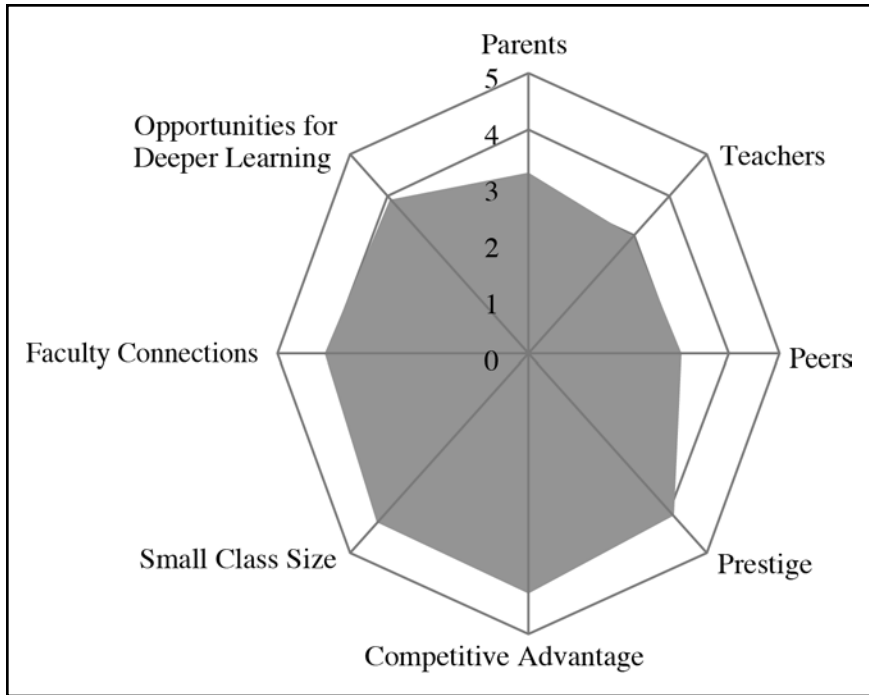 Parents
5
Opportunities for
Deeper Learning
4
Teachers
3
2
1
Faculty Connections
0
Peers
Small Class Size
Prestige
Competitive Advantage